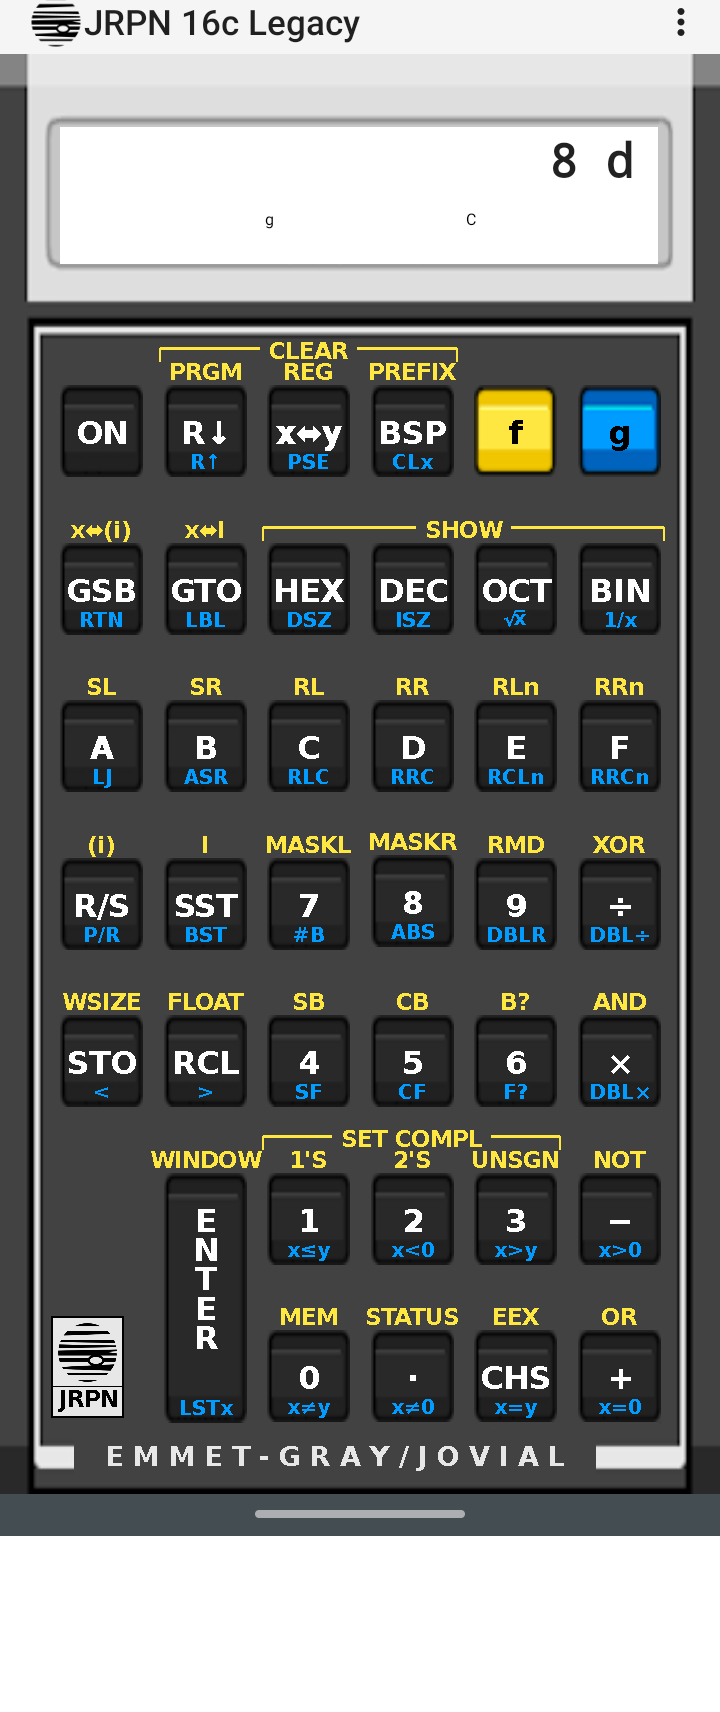 JRPN 16c Legacy
8 d
g C
CLEAR
PRGM REG PREFIX
ON R↓ x⬌y BSP f g
R↑ PSE CLx
x⬌(i) x⬌I SHOW
GSB GTO HEX DEC OCT BIN
RTN LBL DSZ ISZ √x 1/x
SL SR RL RR RLn RRn
A B C D E F
LJ ASR RLC RRC RCLn RRCn
(i) I MASKL MASKR RMD XOR
R/S SST 7 8 9 ÷
P/R BST #B ABS DBLR DBL÷
WSIZE FLOAT SB CB B? AND
STO RCL 4 5 6 ×
< > SF CF F? DBL×
SET COMPL
WINDOW 1'S 2'S UNSGN NOT
ENTER 1 2 3 −
x≤y x<0 x>y x>0
MEM STATUS EEX OR
0 · CHS +
JRPN LSTx x≠y x≠0 x=y x=0
EMMET-GRAY/JOVIAL